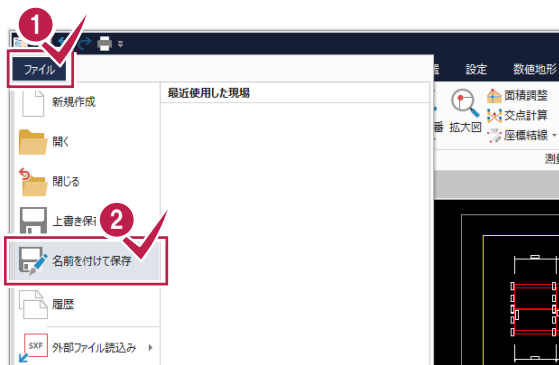 1
ファイル
設定
数値地形
新規作成
最近使用した現場
面積調整
交点計算
番
拡大図
座標結線
開く
閉じる
測
上書き保
2
名前を付けて保存
履歴
SXF
外部ファイル読込み